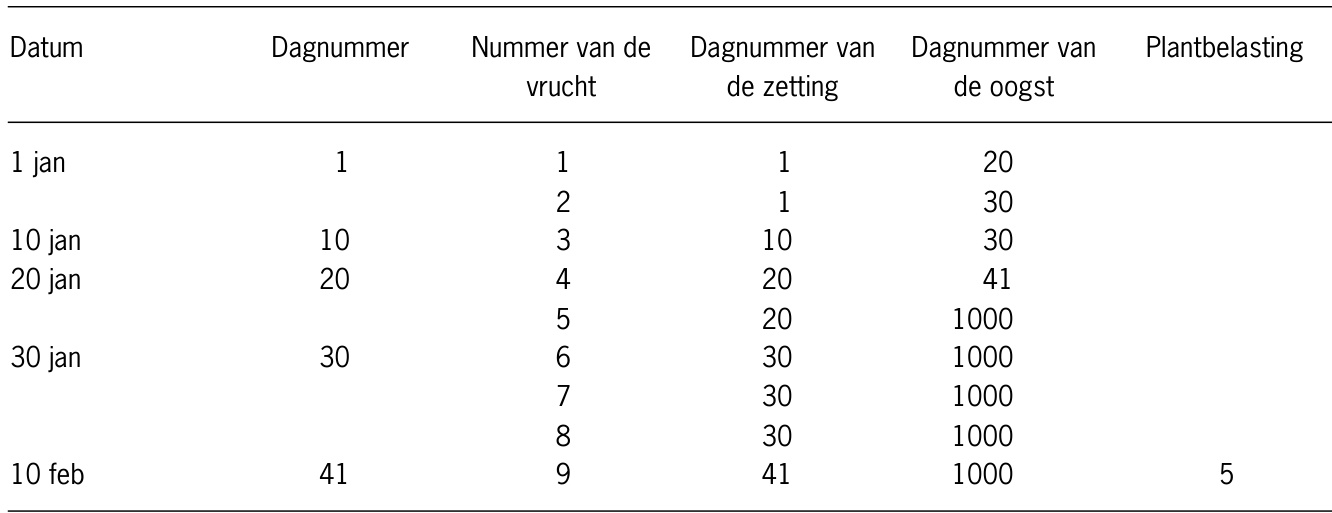 Datum Dagnummer Nummer van de Dagnummer van Dagnummer van Plantbelasting
vrucht de zetting de oogst
1 jan 1 1 1 20
2 1 30
10 jan 10 3 10 30
20 jan 20 4 20 41
5 20 1000
30 jan 30 6 30 1000
7 30 1000
8 30 1000
10 feb 41 9 41 1000 5